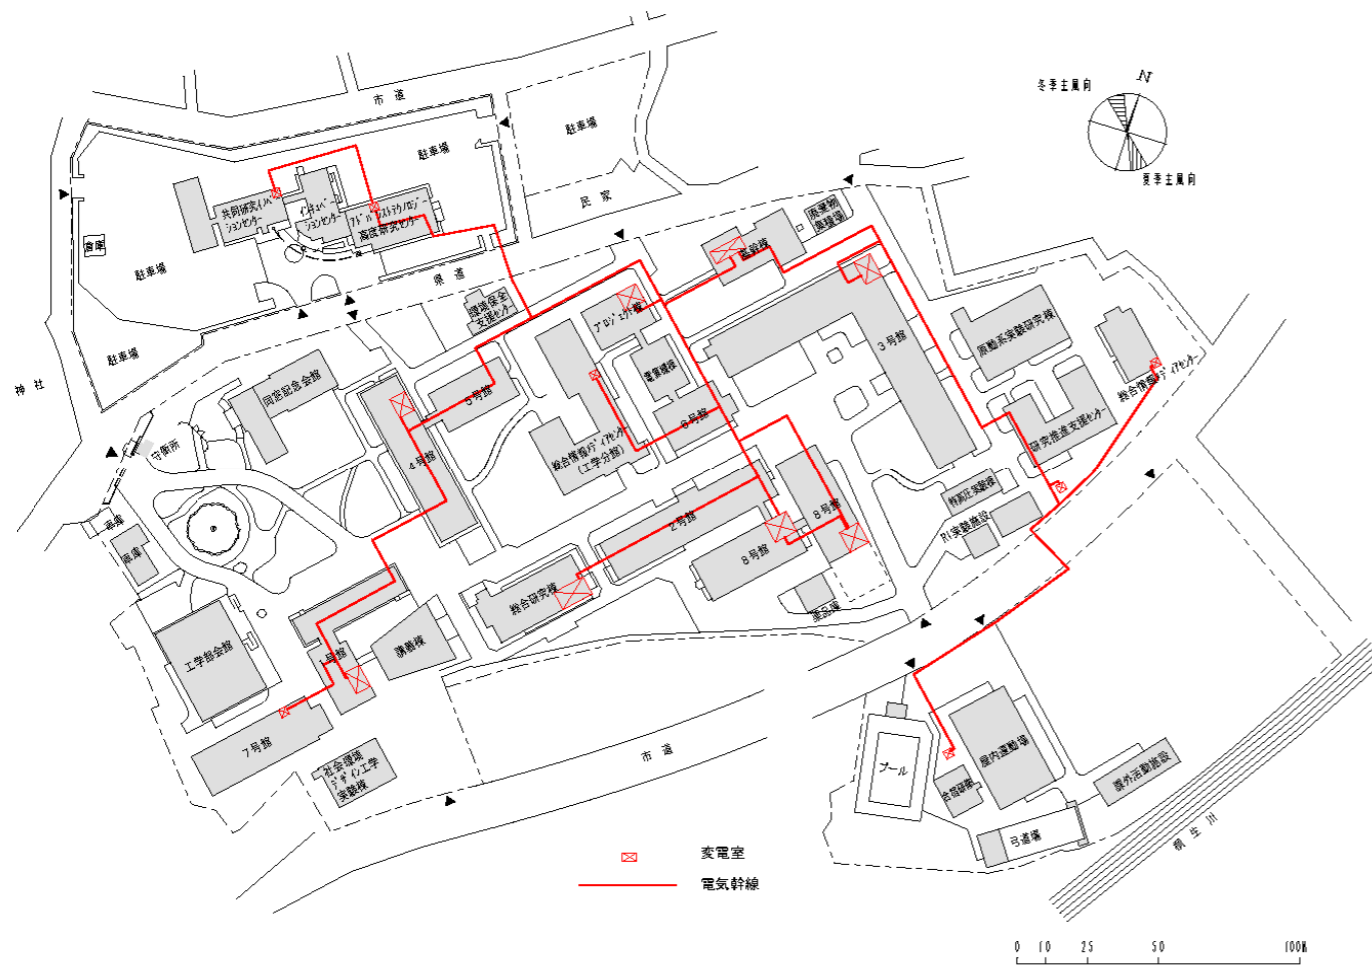 市道
冬季主風向
N
夏季主風向
駐車場
駐車場
民家
共同研究イノベ
ーションセンター
インキュベー
ションセンター
アドバンストテクノロジー
高度研究センター
倉庫
駐車場
県道
駐車場
神社
守衛所
同窓記念会館
環境保全
支援センター
プロジェクト棟
基幹棟
廃棄物
集積場
3号館
原動系実験研究棟
総合情報メディアセンター
研究推進支援センター
4号館
5号館
6号館
総合情報メディアセンター
(工学分館)
特高圧実験棟
RI実験施設
2号館
8号館
8号館
薬品庫
総合研究棟
車庫
工学部会館
1号館
講義棟
7号館
社会環境
デザイン工学
実験棟
市道
プール
合宿研修
屋内運動場
課外活動施設
弓道場
桐生川
変電室
電気幹線
0 10 25 50 100M